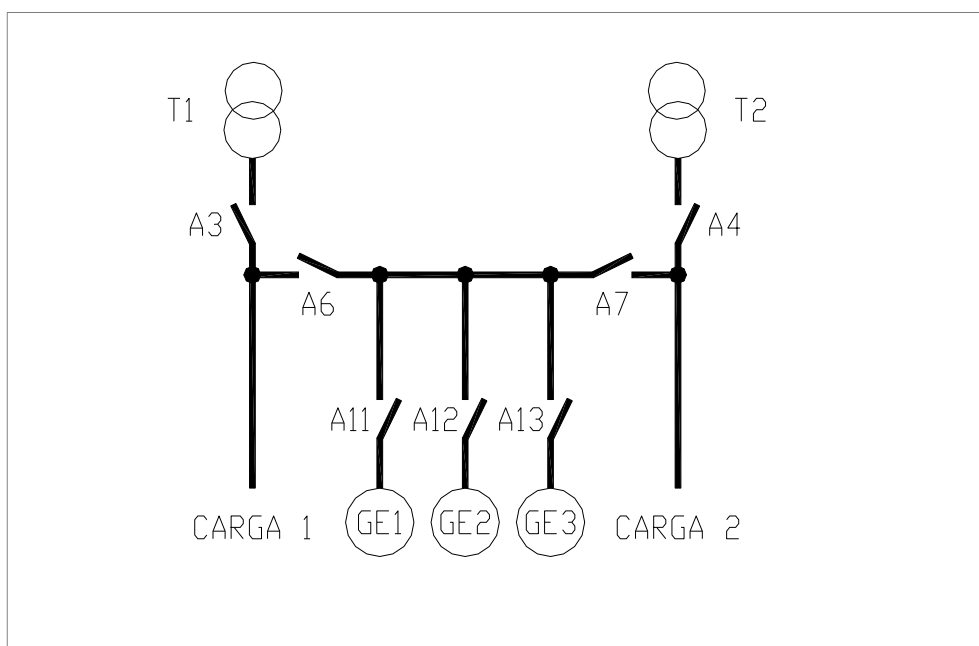 T1
T2
A3
A4
A6
A7
A11 A12 A13
GE1 GE2 GE3
CARGA 1
CARGA 2